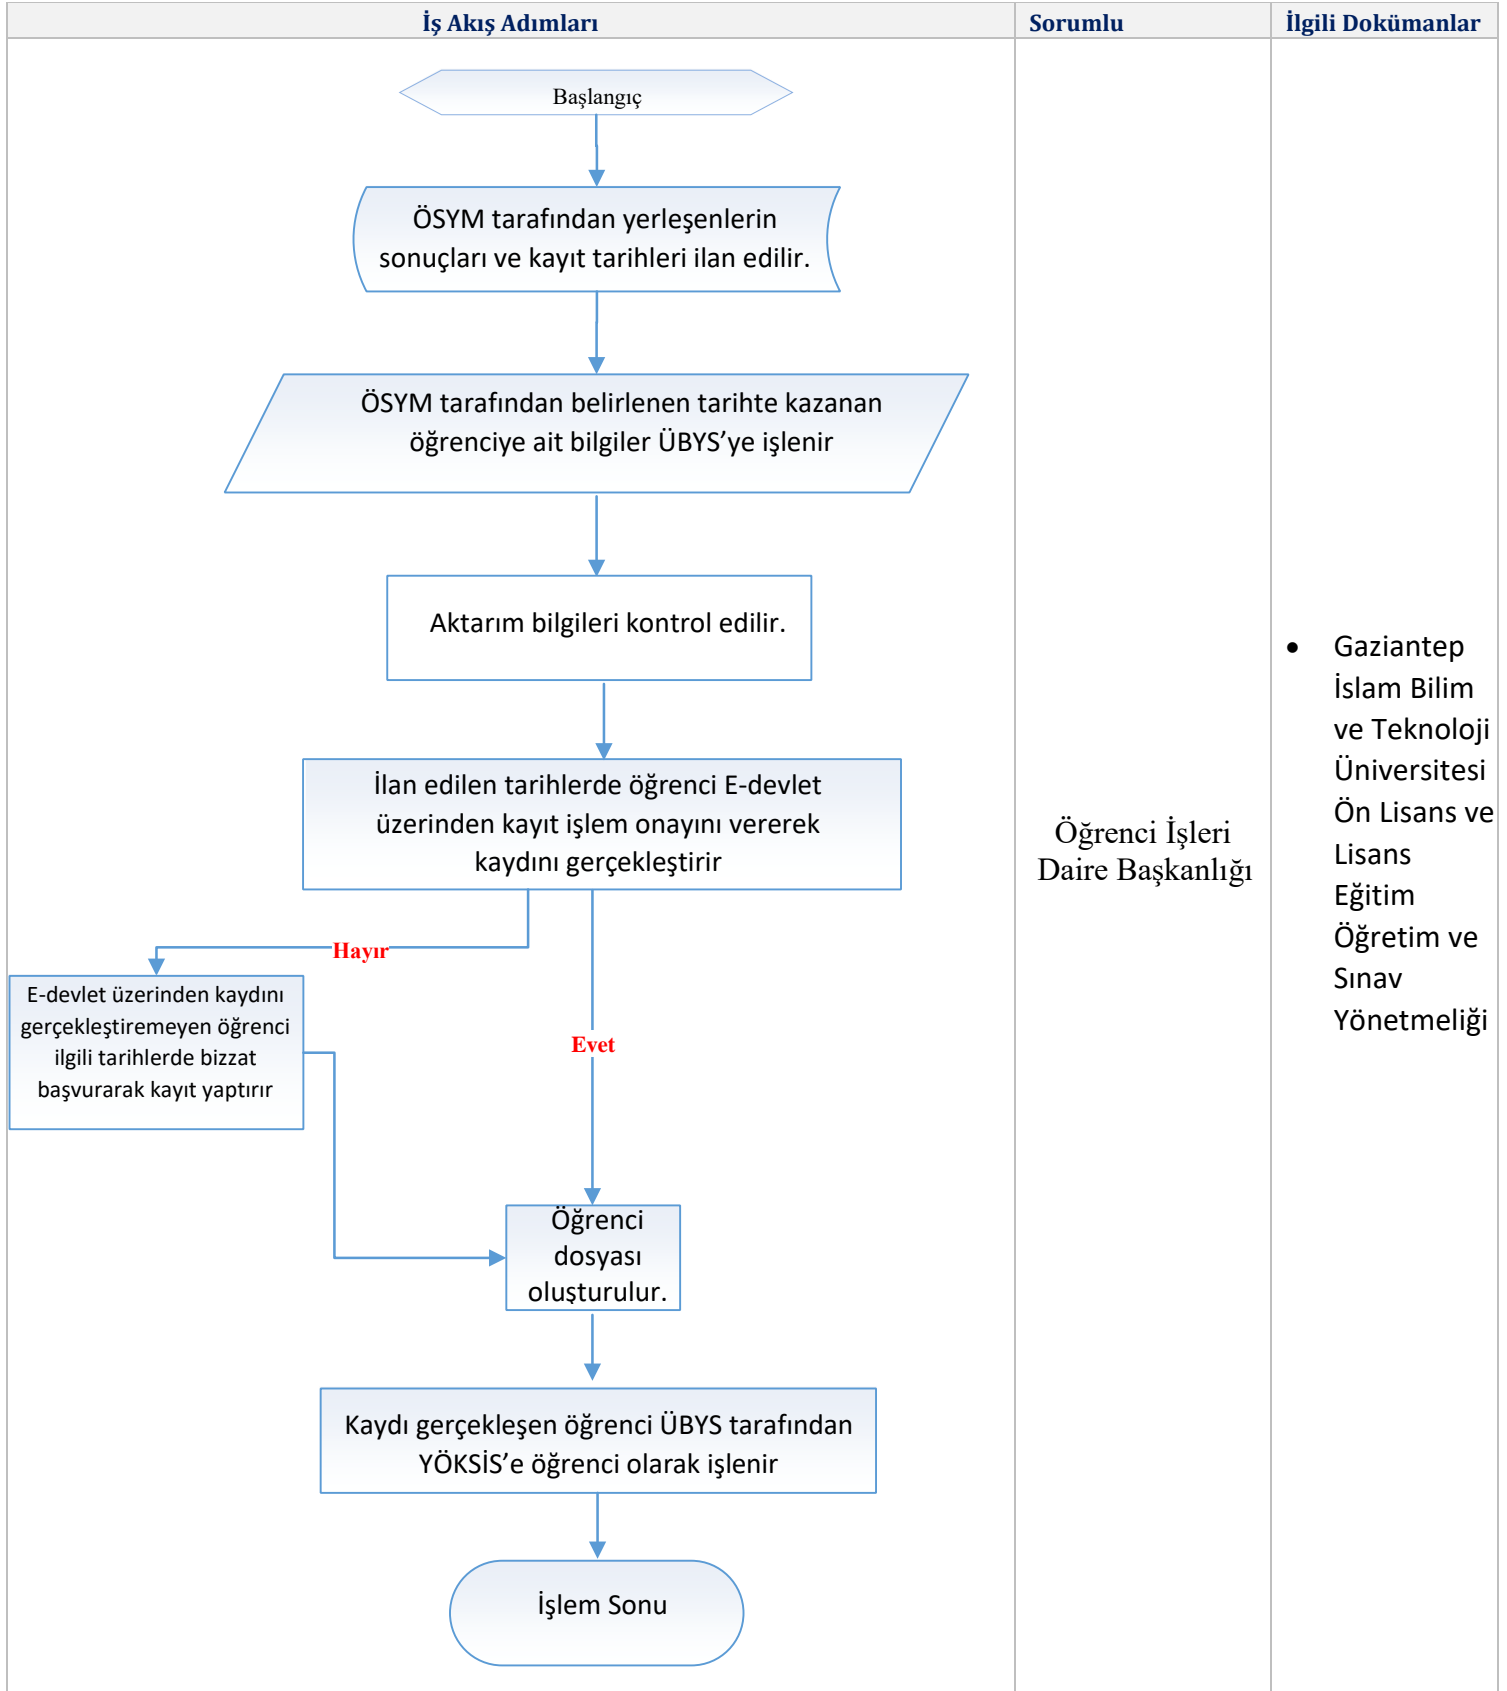 İş Akış Adımları
Sorumlu
İlgili Dokümanlar
Başlangıç
ÖSYM tarafından yerleşenlerin
sonuçları ve kayıt tarihleri ilan edilir.
ÖSYM tarafından belirlenen tarihte kazanan
öğrenciye ait bilgiler ÜBYS’ye işlenir
Aktarım bilgileri kontrol edilir.
İlan edilen tarihlerde öğrenci E-devlet
üzerinden kayıt işlem onayını vererek
kaydını gerçekleştirir
Hayır
E-devlet üzerinden kaydını
gerçekleştiremeyen öğrenci
ilgili tarihlerde bizzat
başvurarak kayıt yaptırır
Evet
Öğrenci
dosyası
oluşturulur.
Kaydı gerçekleşen öğrenci ÜBYS tarafından
YÖKSİS’e öğrenci olarak işlenir
İşlem Sonu
Öğrenci İşleri
Daire Başkanlığı
• Gaziantep
İslam Bilim
ve Teknoloji
Üniversitesi
Ön Lisans ve
Lisans
Eğitim
Öğretim ve
Sınav
Yönetmeliği